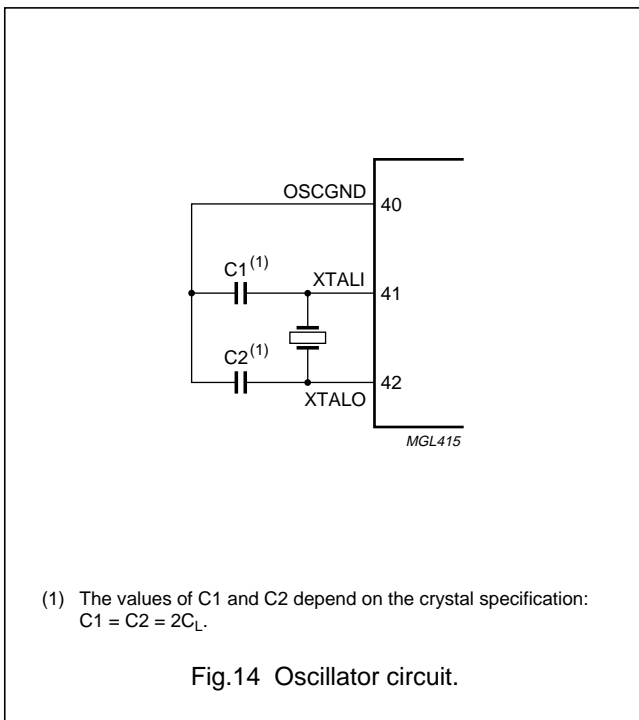 OSCGND
40
C1(1)
XTALI
41
C2(1)
42
XTALO
MGL415
(1) The values of C1 and C2 depend on the crystal specification:
C1 = C2 = 2CL.
Fig.14 Oscillator circuit.